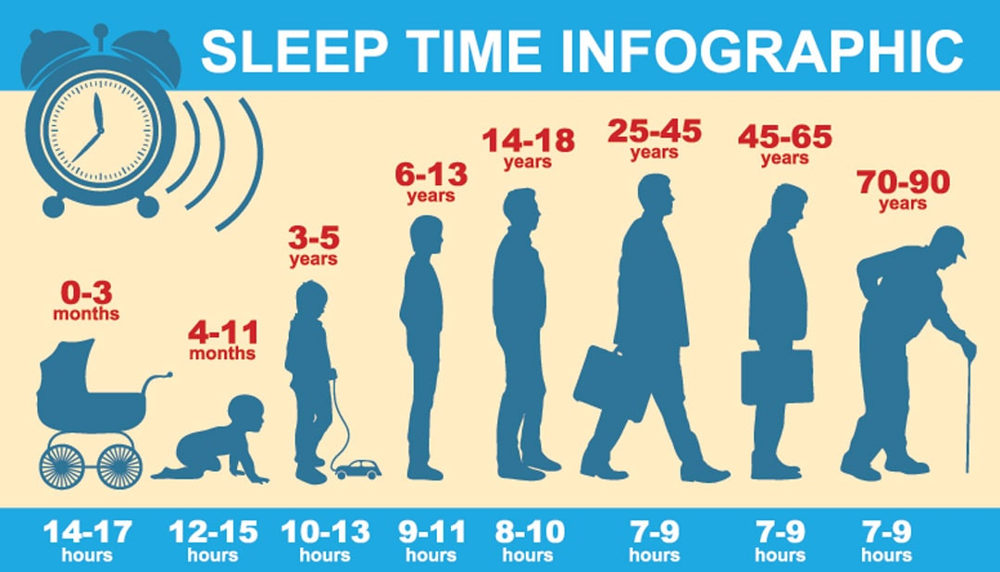 SLEEP TIME INFOGRAPHIC
0-3
months
4-11
months
3-5
years
6-13
years
14-18
years
25-45
years
45-65
years
70-90
years
14-17
hours
12-15
hours
10-13
hours
9-11
hours
8-10
hours
7-9
hours
7-9
hours
7-9
hours